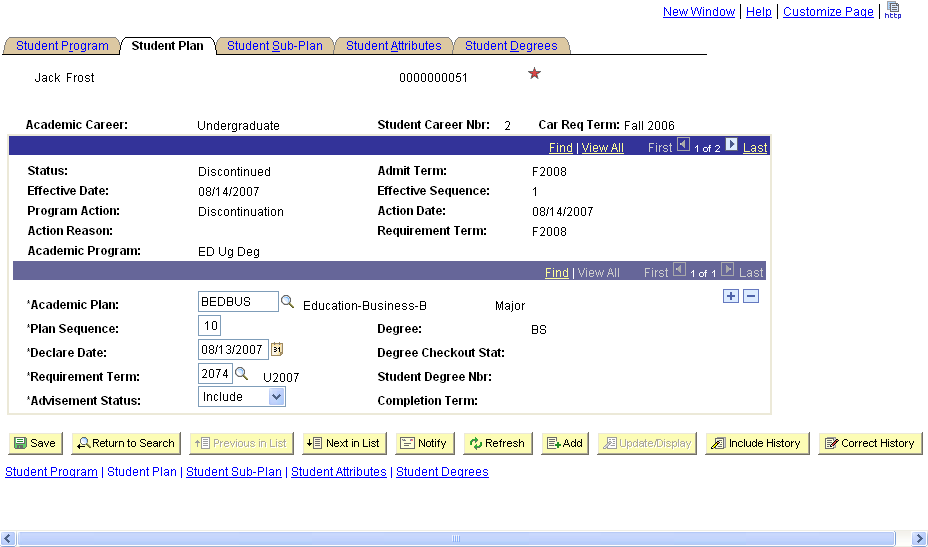 New Window | Help | Customize Page | http
Student Program Student Plan Student Sub-Plan Student Attributes Student Degrees
Jack Frost 0000000051
Academic Career: Undergraduate Student Career Nbr: 2 Car Req Term: Fall 2006
Find | View All First 1 of 2 Last
Status: Discontinued Admit Term: F2008
Effective Date: 08/14/2007 Effective Sequence: 1
Program Action: Discontinuation Action Date: 08/14/2007
Action Reason: Requirement Term: F2008
Academic Program: ED Ug Deg
Find | View All First 1 of 1 Last
*Academic Plan: BEDBUS Education-Business-B Major
*Plan Sequence: 10 Degree: BS
*Declare Date: 08/13/2007 31 Degree Checkout Stat:
*Requirement Term: 2074 U2007 Student Degree Nbr:
*Advisement Status: Include Completion Term:
Save Return to Search Previous in List Next in List Notify Refresh Add Update/Display Include History Correct History
Student Program | Student Plan | Student Sub-Plan | Student Attributes | Student Degrees